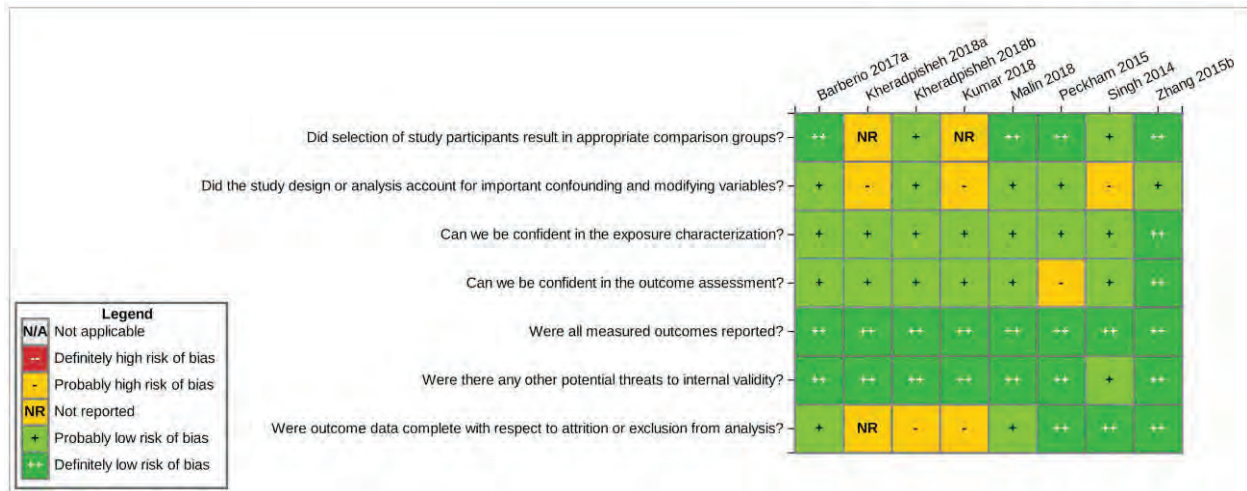 Barberio 2017a
Kheradpisheh 2018a
Kheradpisheh 2018b
Kumar 2018
Malin 2018
Peckham 2015
Singh 2014
Zhang 2015b
Did selection of study participants result in appropriate comparison groups? ++ NR + NR ++ ++ + ++
Did the study design or analysis account for important confounding and modifying variables? + - + - + + - +
Can we be confident in the exposure characterization? + + + + + + + ++
Can we be confident in the outcome assessment? + + + + + - + ++
Were all measured outcomes reported? ++ ++ ++ ++ ++ ++ ++ ++
Were there any other potential threats to internal validity? ++ ++ ++ ++ ++ ++ + ++
Were outcome data complete with respect to attrition or exclusion from analysis? + NR - - + ++ ++ ++
Legend
N/A Not applicable
-- Definitely high risk of bias
- Probably high risk of bias
NR Not reported
+ Probably low risk of bias
++ Definitely low risk of bias